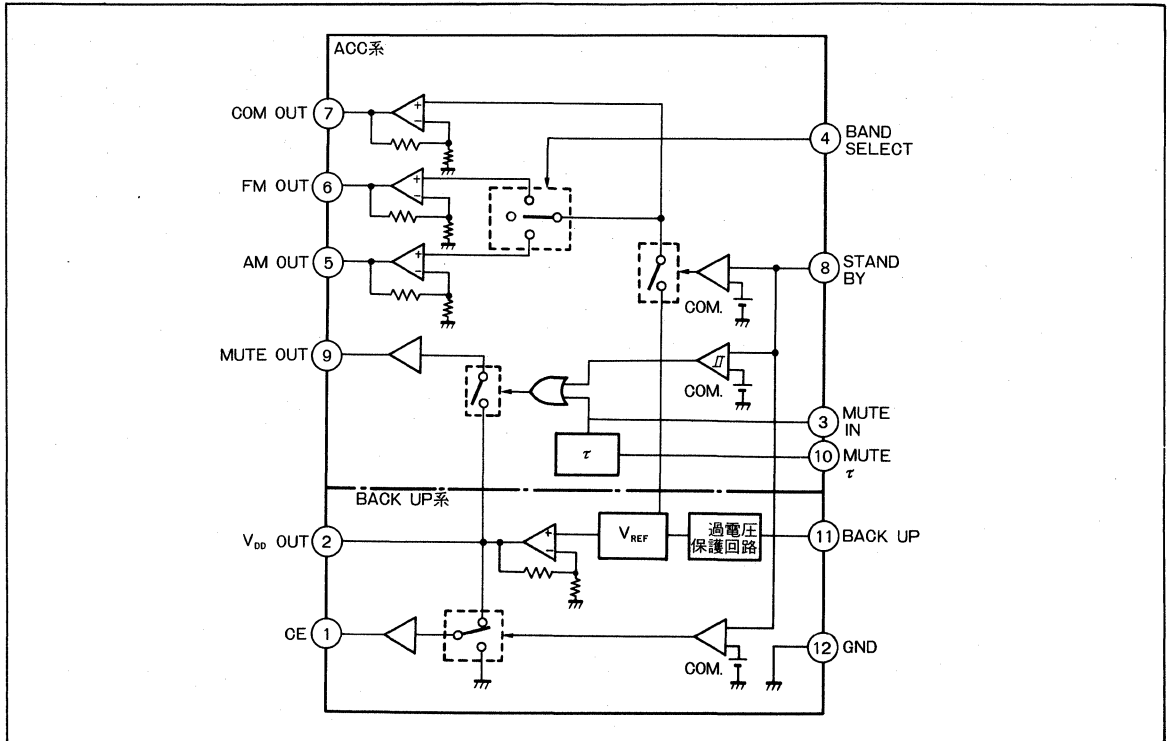 ACC系
COM OUT 7
FM OUT 6
AM OUT 5
MUTE OUT 9
4 BAND
SELECT
8 STAND
BY
COM.
COM.
3 MUTE
IN
τ
10 MUTE
τ
BACK UP系
VDD OUT 2
VREF
過電圧
保護回路
11 BACK UP
CE 1
COM.
12 GND
+
−
+
−
+
−
+
−